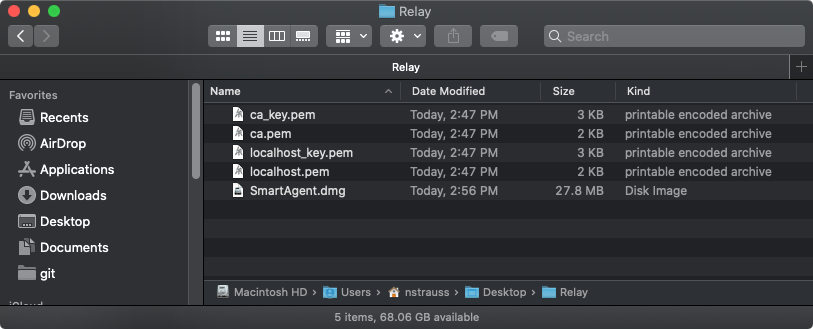 Relay
Search
Relay
Favorites
Recents
AirDrop
Applications
Downloads
Desktop
Documents
git
Name Date Modified Size Kind
ca_key.pem Today, 2:47 PM 3 KB printable encoded archive
ca.pem Today, 2:47 PM 2 KB printable encoded archive
localhost_key.pem Today, 2:47 PM 3 KB printable encoded archive
localhost.pem Today, 2:47 PM 2 KB printable encoded archive
SmartAgent.dmg Today, 2:56 PM 27.8 MB Disk Image
Macintosh HD › Users › nstrauss › Desktop › Relay
5 items, 68.06 GB available